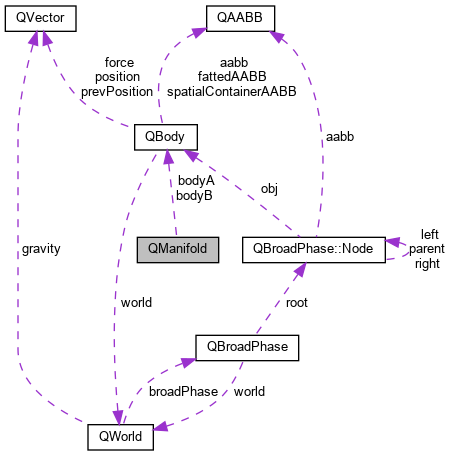 QVector
QAABB
force
position
prevPosition
aabb
fattedAABB
spatialContainerAABB
QBody
aabb
bodyA
bodyB
obj
QManifold
QBroadPhase::Node
left
parent
right
gravity
world
root
QBroadPhase
broadPhase
world
QWorld